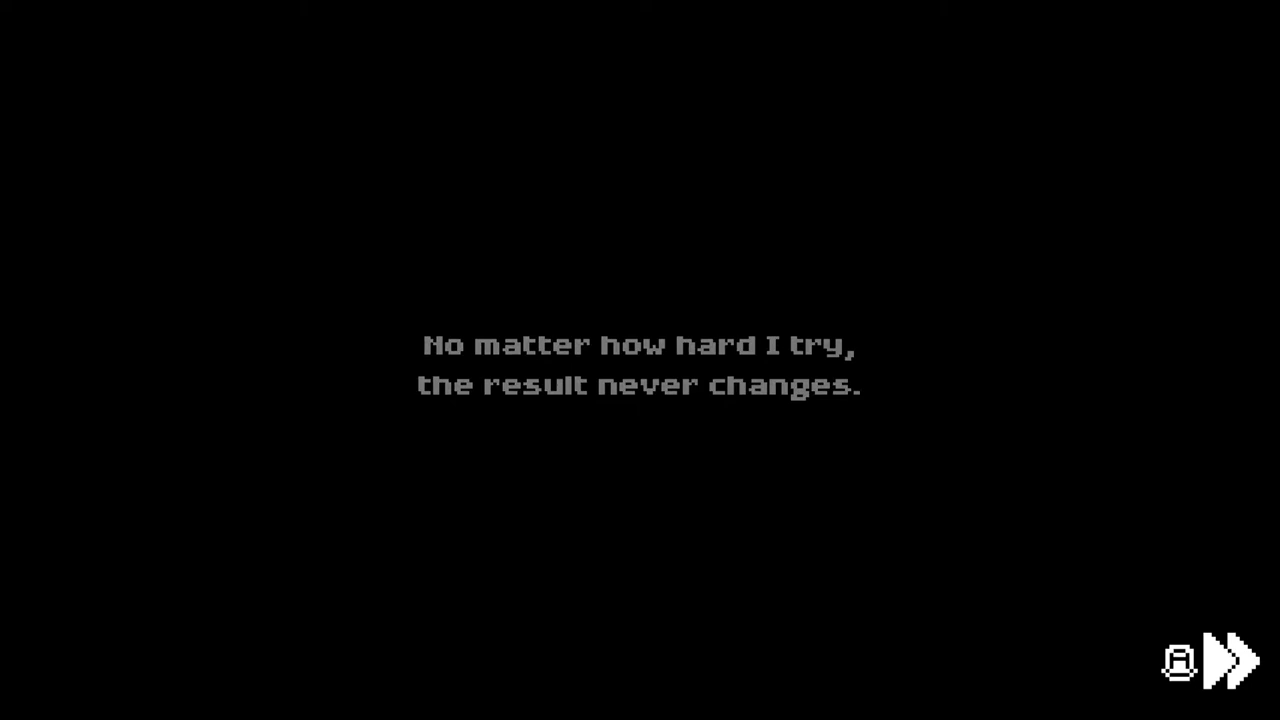 No matter how hard I try,
the result never changes.
A